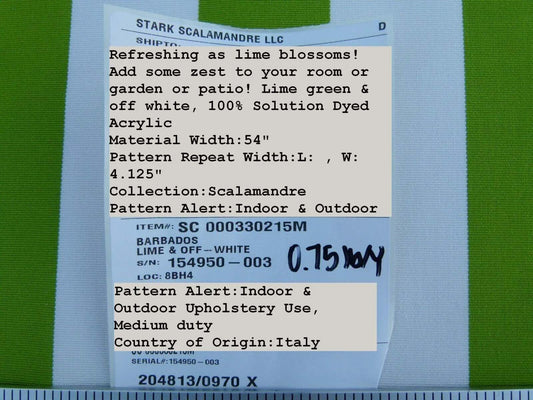 STARK SCALAMANDRE LLC D
SHIPTO:
Refreshing as lime blossoms!
Add some zest to your room or
garden or patio! Lime green &
off white, 100% Solution Dyed
Acrylic
Material Width:54"
Pattern Repeat Width:L: , W:
4.125"
Collection:Scalamandre
Pattern Alert:Indoor & Outdoor
ITEM#: SC 000330215M
BARBADOS
LIME & OFF-WHITE
S/N: 154950-003 0.75 lb/y
LOC: 8BH4
Pattern Alert:Indoor &
Outdoor Upholstery Use,
Medium duty
Country of Origin:Italy
SERIAL#:154950-003
204813/0970 X